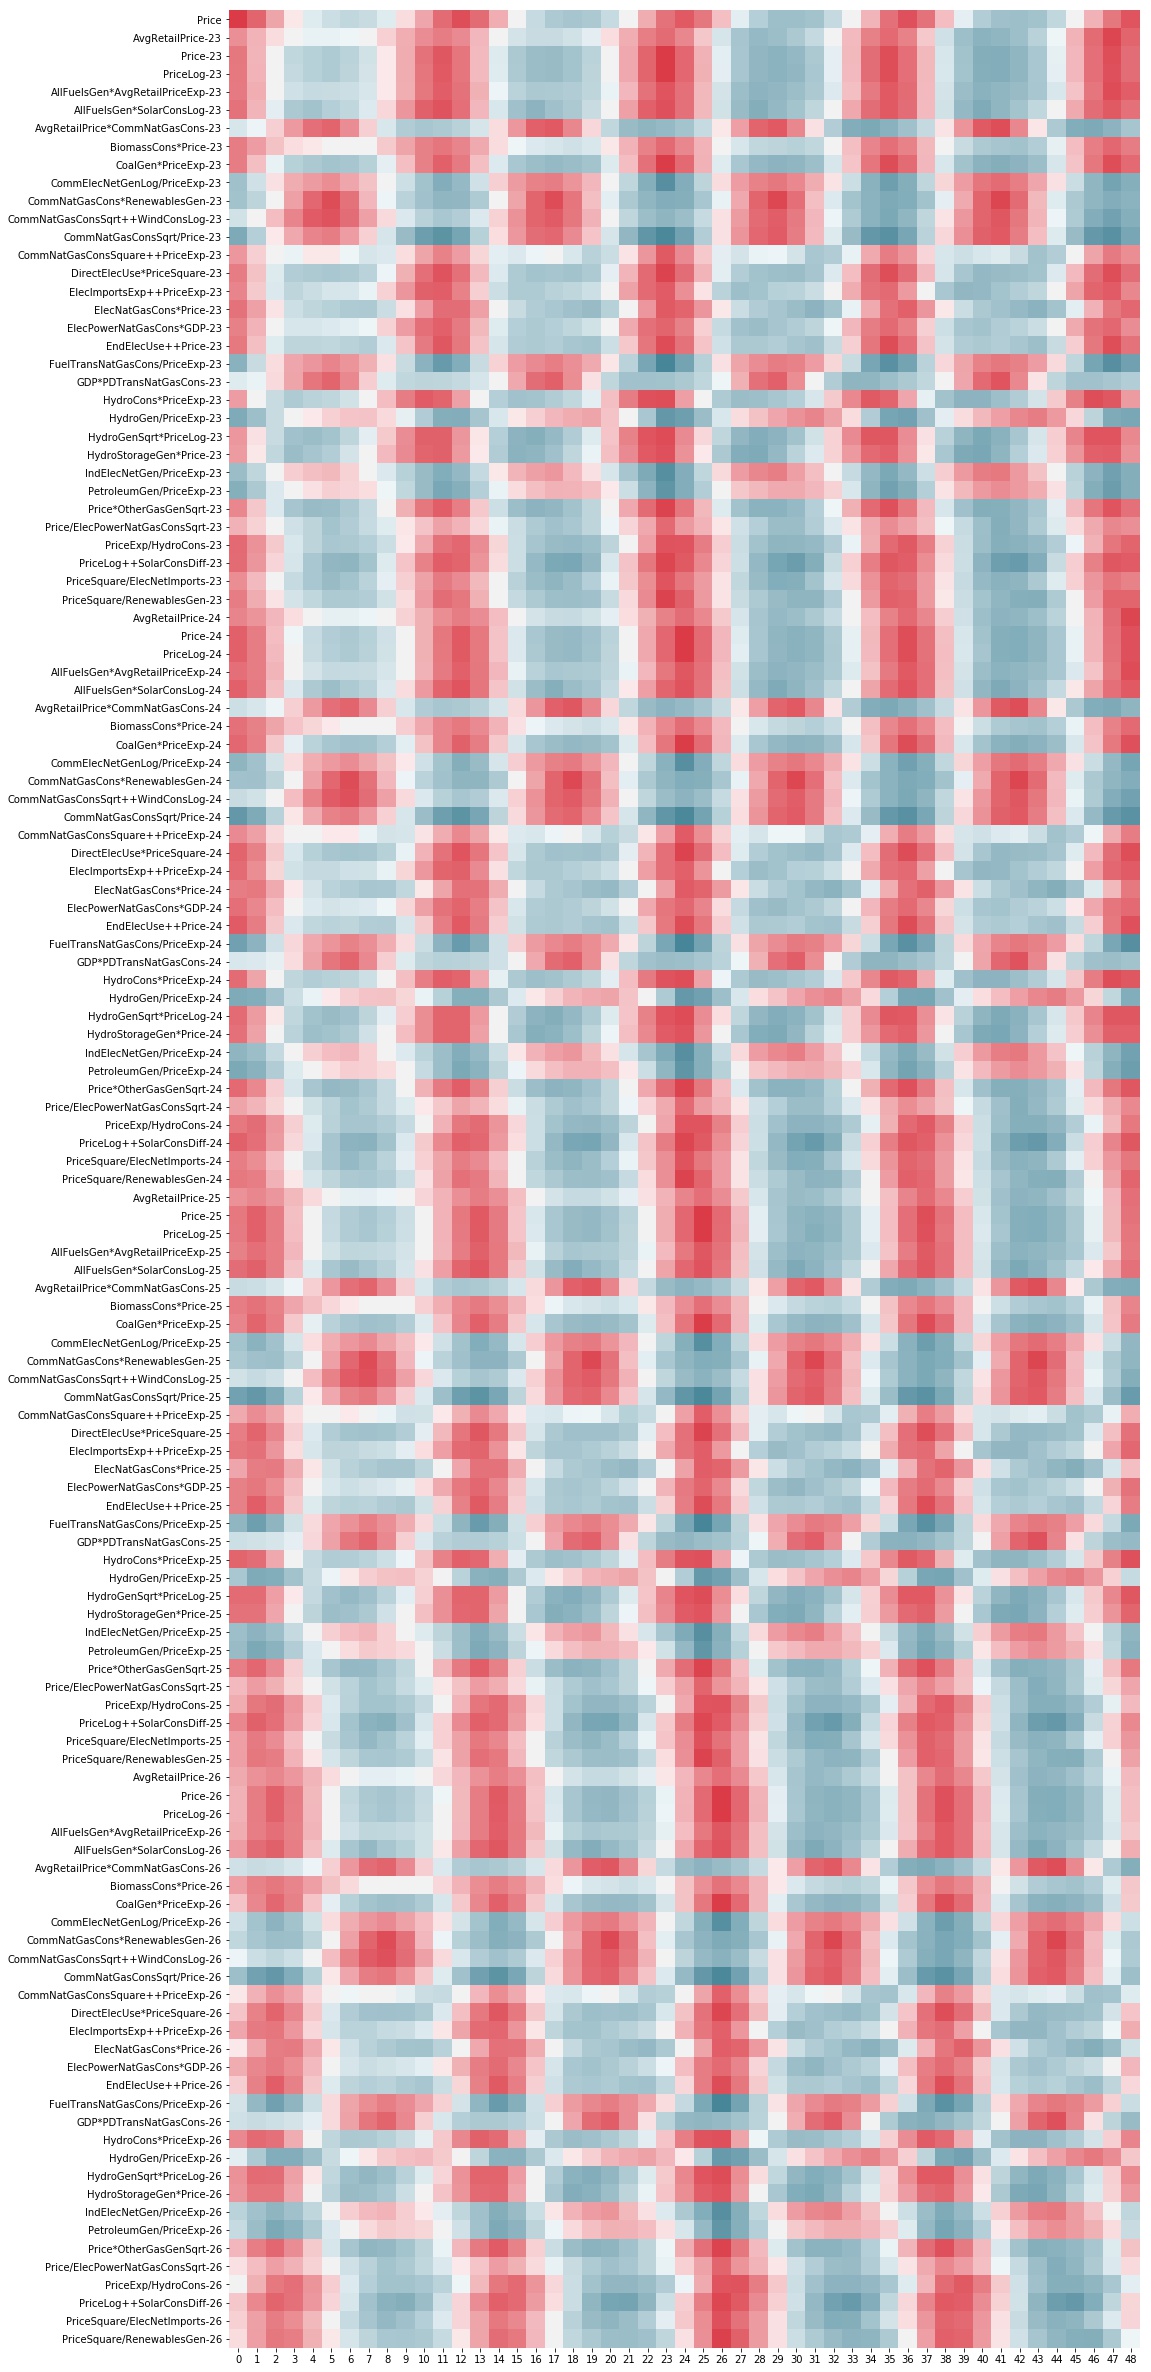 Price
AvgRetailPrice-23
Price-23
PriceLog-23
AllFuelsGen*AvgRetailPriceExp-23
AllFuelsGen*SolarConsLog-23
AvgRetailPrice*CommNatGasCons-23
BiomassCons*Price-23
CoalGen*PriceExp-23
CommElecNetGenLog/PriceExp-23
CommNatGasCons*RenewablesGen-23
CommNatGasConsSqrt++WindConsLog-23
CommNatGasConsSqrt/Price-23
CommNatGasConsSquare++PriceExp-23
DirectElecUse*PriceSquare-23
ElecImportsExp++PriceExp-23
ElecNatGasCons*Price-23
ElecPowerNatGasCons*GDP-23
EndElecUse++Price-23
FuelTransNatGasCons/PriceExp-23
GDP*PDTransNatGasCons-23
HydroCons*PriceExp-23
HydroGen/PriceExp-23
HydroGenSqrt*PriceLog-23
HydroStorageGen*Price-23
IndElecNetGen/PriceExp-23
PetroleumGen/PriceExp-23
Price*OtherGasGenSqrt-23
Price/ElecPowerNatGasConsSqrt-23
PriceExp/HydroCons-23
PriceLog++SolarConsDiff-23
PriceSquare/ElecNetImports-23
PriceSquare/RenewablesGen-23
AvgRetailPrice-24
Price-24
PriceLog-24
AllFuelsGen*AvgRetailPriceExp-24
AllFuelsGen*SolarConsLog-24
AvgRetailPrice*CommNatGasCons-24
BiomassCons*Price-24
CoalGen*PriceExp-24
CommElecNetGenLog/PriceExp-24
CommNatGasCons*RenewablesGen-24
CommNatGasConsSqrt++WindConsLog-24
CommNatGasConsSqrt/Price-24
CommNatGasConsSquare++PriceExp-24
DirectElecUse*PriceSquare-24
ElecImportsExp++PriceExp-24
ElecNatGasCons*Price-24
ElecPowerNatGasCons*GDP-24
EndElecUse++Price-24
FuelTransNatGasCons/PriceExp-24
GDP*PDTransNatGasCons-24
HydroCons*PriceExp-24
HydroGen/PriceExp-24
HydroGenSqrt*PriceLog-24
HydroStorageGen*Price-24
IndElecNetGen/PriceExp-24
PetroleumGen/PriceExp-24
Price*OtherGasGenSqrt-24
Price/ElecPowerNatGasConsSqrt-24
PriceExp/HydroCons-24
PriceLog++SolarConsDiff-24
PriceSquare/ElecNetImports-24
PriceSquare/RenewablesGen-24
AvgRetailPrice-25
Price-25
PriceLog-25
AllFuelsGen*AvgRetailPriceExp-25
AllFuelsGen*SolarConsLog-25
AvgRetailPrice*CommNatGasCons-25
BiomassCons*Price-25
CoalGen*PriceExp-25
CommElecNetGenLog/PriceExp-25
CommNatGasCons*RenewablesGen-25
CommNatGasConsSqrt++WindConsLog-25
CommNatGasConsSqrt/Price-25
CommNatGasConsSquare++PriceExp-25
DirectElecUse*PriceSquare-25
ElecImportsExp++PriceExp-25
ElecNatGasCons*Price-25
ElecPowerNatGasCons*GDP-25
EndElecUse++Price-25
FuelTransNatGasCons/PriceExp-25
GDP*PDTransNatGasCons-25
HydroCons*PriceExp-25
HydroGen/PriceExp-25
HydroGenSqrt*PriceLog-25
HydroStorageGen*Price-25
IndElecNetGen/PriceExp-25
PetroleumGen/PriceExp-25
Price*OtherGasGenSqrt-25
Price/ElecPowerNatGasConsSqrt-25
PriceExp/HydroCons-25
PriceLog++SolarConsDiff-25
PriceSquare/ElecNetImports-25
PriceSquare/RenewablesGen-25
AvgRetailPrice-26
Price-26
PriceLog-26
AllFuelsGen*AvgRetailPriceExp-26
AllFuelsGen*SolarConsLog-26
AvgRetailPrice*CommNatGasCons-26
BiomassCons*Price-26
CoalGen*PriceExp-26
CommElecNetGenLog/PriceExp-26
CommNatGasCons*RenewablesGen-26
CommNatGasConsSqrt++WindConsLog-26
CommNatGasConsSqrt/Price-26
CommNatGasConsSquare++PriceExp-26
DirectElecUse*PriceSquare-26
ElecImportsExp++PriceExp-26
ElecNatGasCons*Price-26
ElecPowerNatGasCons*GDP-26
EndElecUse++Price-26
FuelTransNatGasCons/PriceExp-26
GDP*PDTransNatGasCons-26
HydroCons*PriceExp-26
HydroGen/PriceExp-26
HydroGenSqrt*PriceLog-26
HydroStorageGen*Price-26
IndElecNetGen/PriceExp-26
PetroleumGen/PriceExp-26
Price*OtherGasGenSqrt-26
Price/ElecPowerNatGasConsSqrt-26
PriceExp/HydroCons-26
PriceLog++SolarConsDiff-26
PriceSquare/ElecNetImports-26
PriceSquare/RenewablesGen-26
0 1 2 3 4 5 6 7 8 9 10 11 12 13 14 15 16 17 18 19 20 21 22 23 24 25 26 27 28 29 30 31 32 33 34 35 36 37 38 39 40 41 42 43 44 45 46 47 48